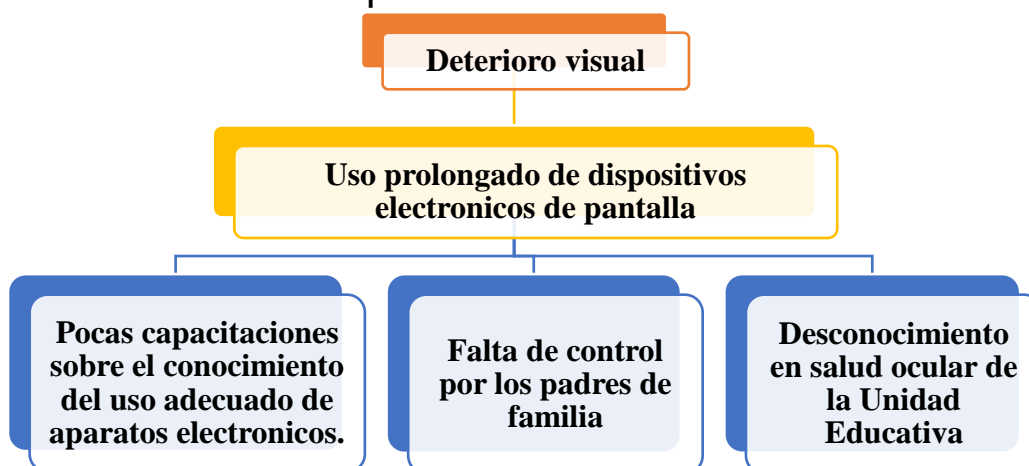 Deterioro visual
Uso prolongado de dispositivos
electronicos de pantalla
Pocas capacitaciones
sobre el conocimiento
del uso adecuado de
aparatos electronicos.
Falta de control
por los padres de
familia
Desconocimiento
en salud ocular de
la Unidad
Educativa